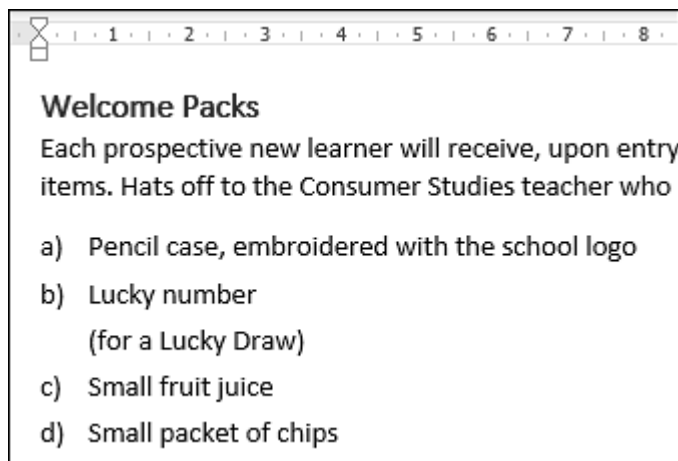 1 2 3 4 5 6 7 8
Welcome Packs
Each prospective new learner will receive, upon entry
items. Hats off to the Consumer Studies teacher who
a) Pencil case, embroidered with the school logo
b) Lucky number
(for a Lucky Draw)
c) Small fruit juice
d) Small packet of chips